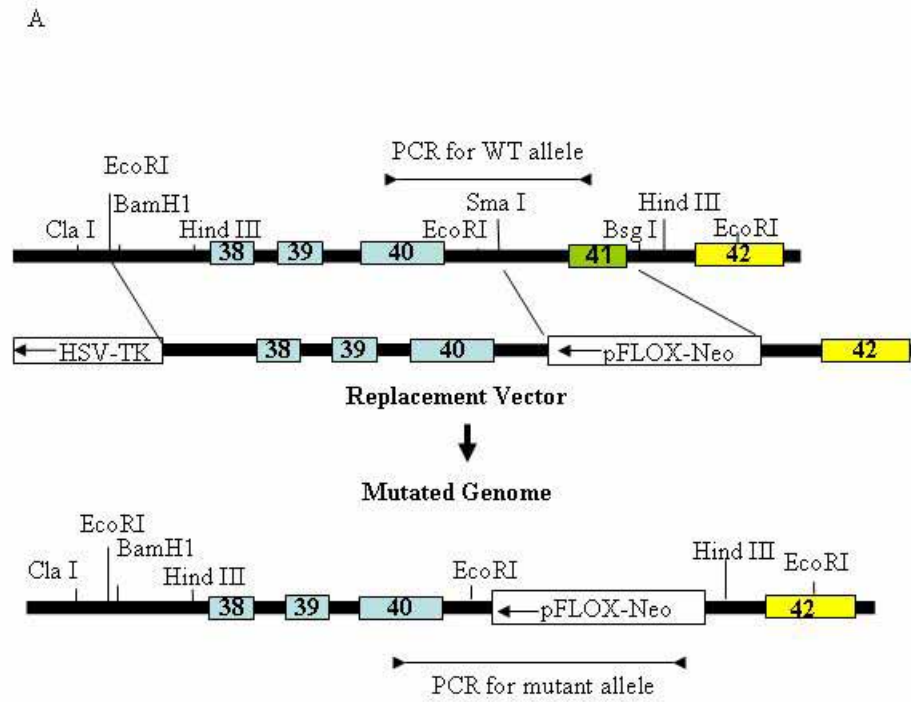 A
PCR for WT allele
EcoRI
Sma I
Hind III
BamH1
Cla I
Hind III
EcoRI
Bsg I
EcoRI
38
39
40
41
42
HSV-TK
38
39
40
pFLOX-Neo
42
Replacement Vector
Mutated Genome
EcoRI
BamH1
Cla I
Hind III
EcoRI
Hind III
EcoRI
38
39
40
pFLOX-Neo
42
PCR for mutant allele